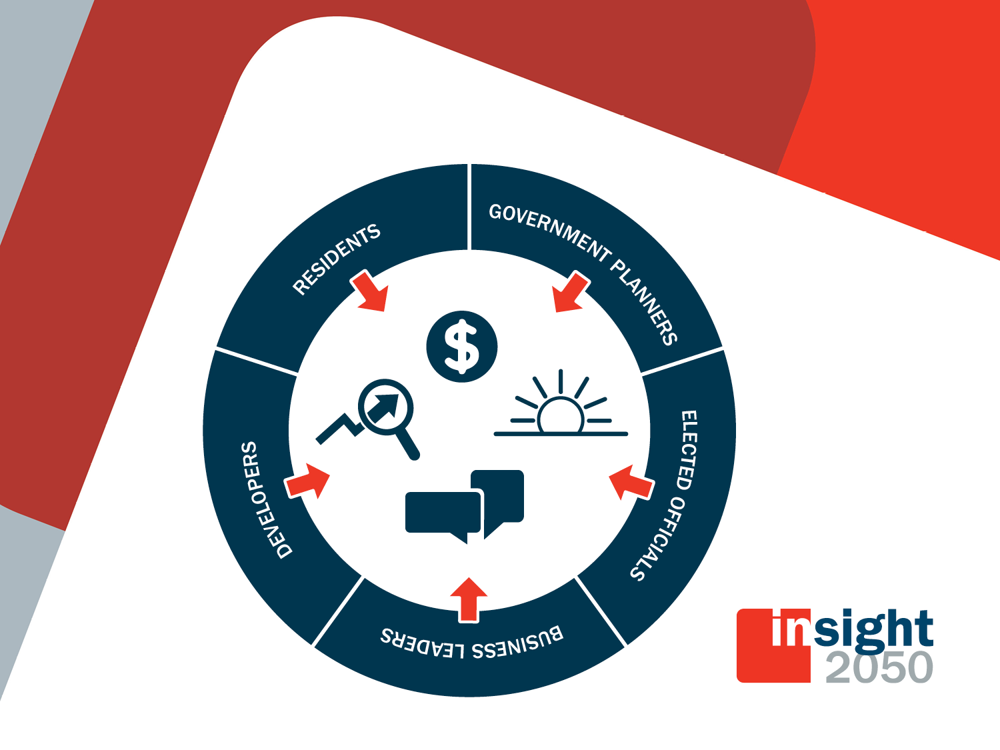 RESIDENTS
GOVERNMENT PLANNERS
ELECTED OFFICIALS
BUSINESS LEADERS
DEVELOPERS
$
insight
2050